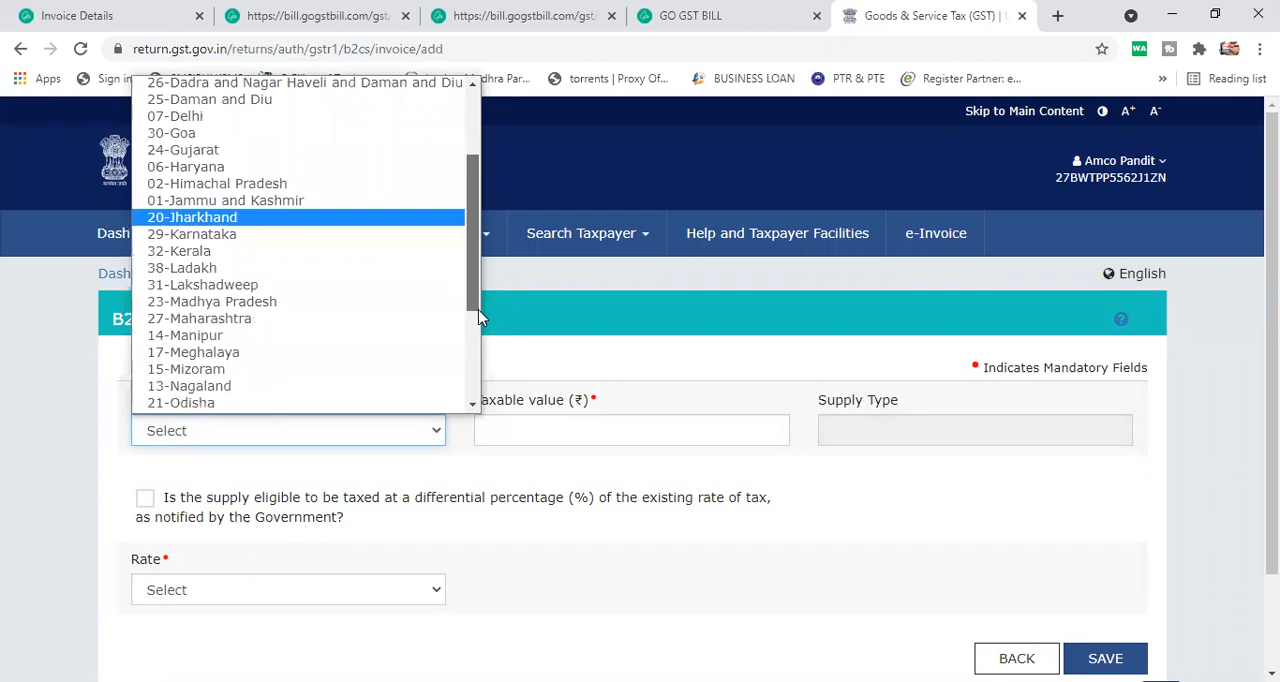 Invoice Details
https://bill.gogstbill.com/gst/
https://bill.gogstbill.com/gst/
GO GST BILL
Goods & Service Tax (GST) |
return.gst.gov.in/returns/auth/gstr1/b2cs/invoice/add
Apps
Sign in
dhra Par...
torrents | Proxy Of...
BUSINESS LOAN
PTR & PTE
Register Partner: e...
»
Reading list
Skip to Main Content
A+
A-
Amco Pandit
27BWTPP5562J1ZN
Dash
Search Taxpayer
Help and Taxpayer Facilities
e-Invoice
Dash
English
B2
Indicates Mandatory Fields
26-Dadra and Nagar Haveli and Daman and Diu
25-Daman and Diu
07-Delhi
30-Goa
24-Gujarat
06-Haryana
02-Himachal Pradesh
01-Jammu and Kashmir
20-Jharkhand
29-Karnataka
32-Kerala
38-Ladakh
31-Lakshadweep
23-Madhya Pradesh
27-Maharashtra
14-Manipur
17-Meghalaya
15-Mizoram
13-Nagaland
21-Odisha
Select
axable value (₹)•
Supply Type
Is the supply eligible to be taxed at a differential percentage (%) of the existing rate of tax,
as notified by the Government?
Rate•
Select
BACK
SAVE